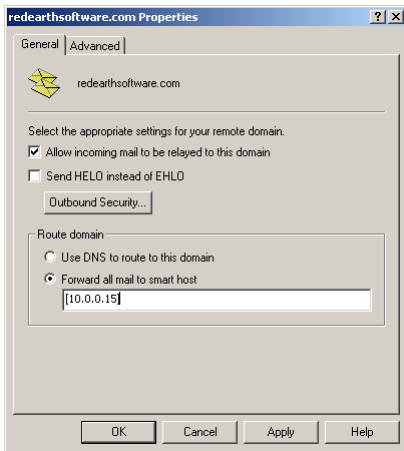 redearthsoftware.com Properties
General
Advanced
redearthsoftware.com
Select the appropriate settings for your remote domain.
Allow incoming mail to be relayed to this domain
Send HELO instead of EHLO
Outbound Security...
Route domain
Use DNS to route to this domain
Forward all mail to smart host
[10.0.0.15]
OK
Cancel
Apply
Help